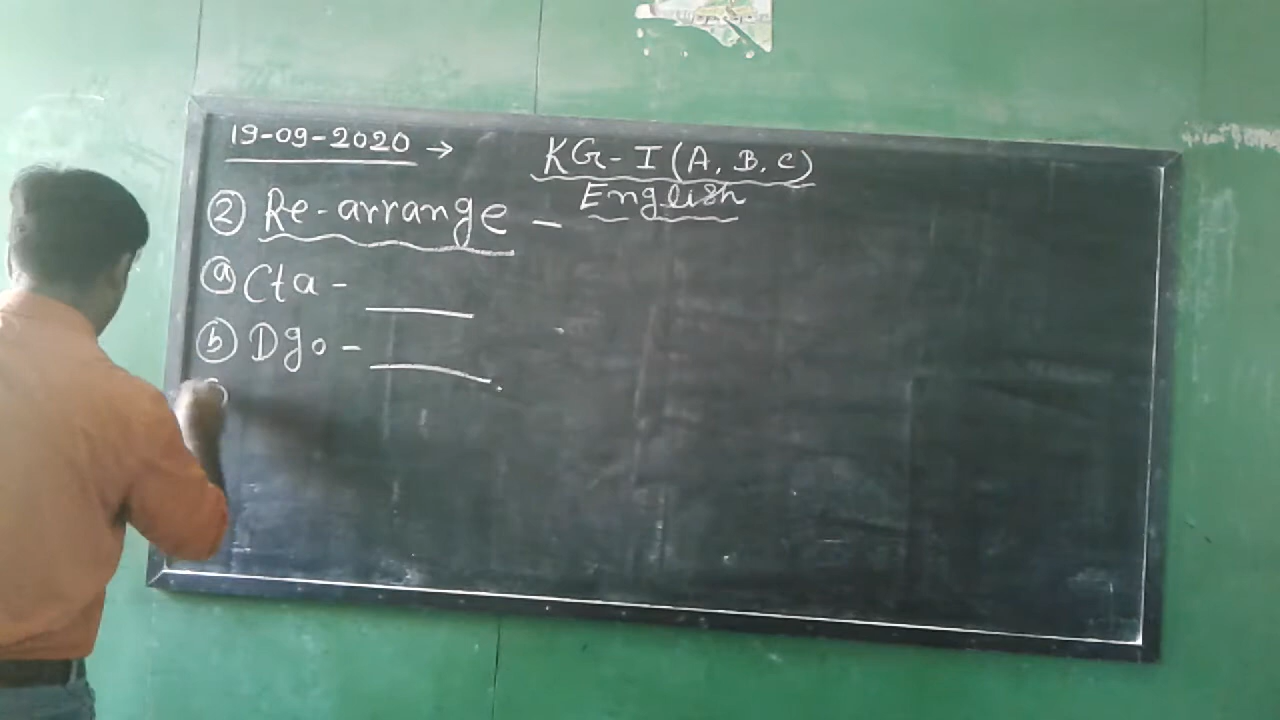 19-09-2020 →
KG-I (A, B, C)
English
② Re-arrange -
ⓐ Cta - ____
ⓑ Dgo - ____